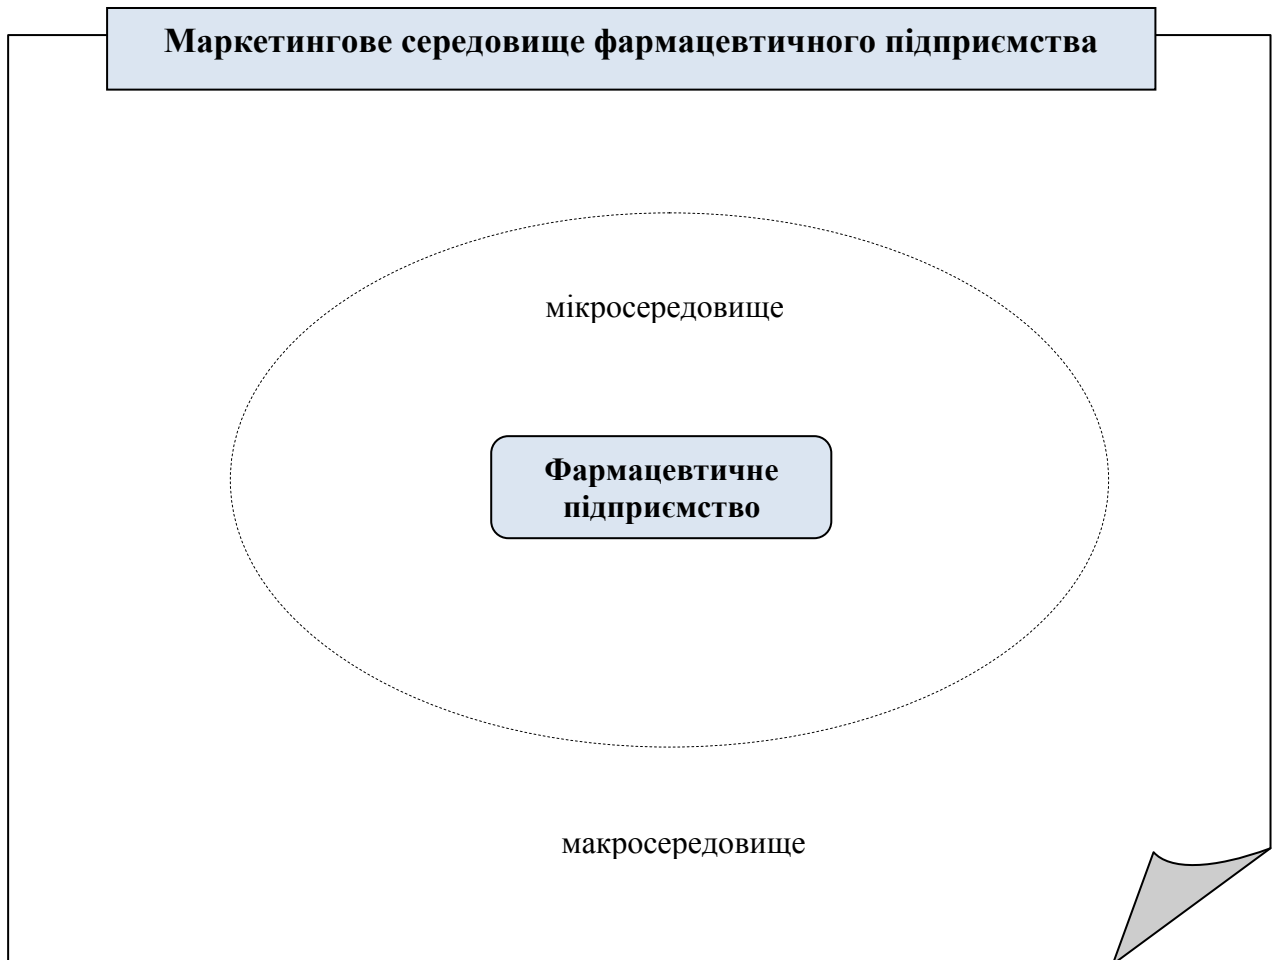 Маркетингове середовище фармацевтичного підприємства
мікросередовище
Фармацевтичне
підприємство
макросередовище